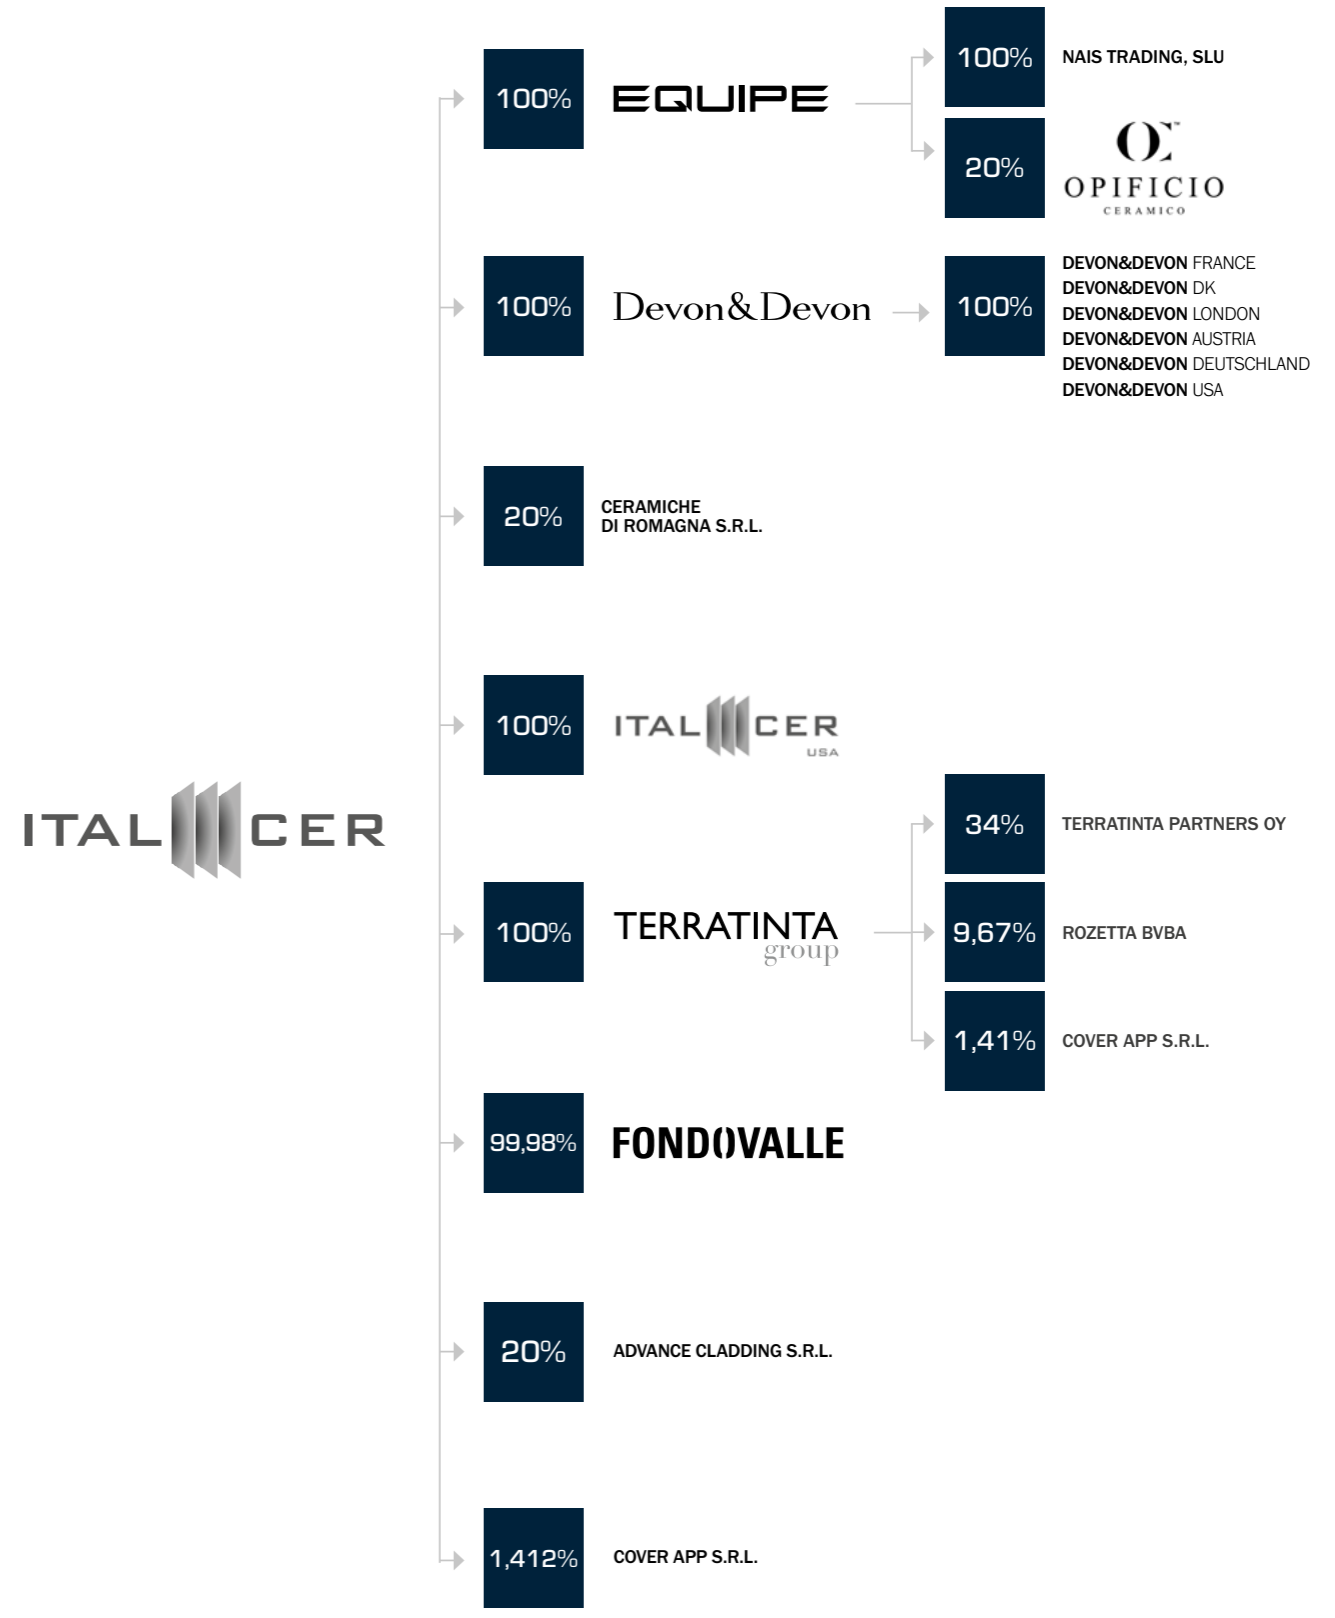 100%
EQUIPE
100%
NAIS TRADING, SLU
20%
OC™
OPIFICIO
CERAMICO
100%
Devon&Devon
100%
DEVON&DEVON FRANCE
DEVON&DEVON DK
DEVON&DEVON LONDON
DEVON&DEVON AUSTRIA
DEVON&DEVON DEUTSCHLAND
DEVON&DEVON USA
20%
CERAMICHE
DI ROMAGNA S.R.L.
100%
ITAL CER
USA
ITAL CER
100%
TERRATINTA
group
34%
TERRATINTA PARTNERS OY
9,67%
ROZETTA BVBA
1,41%
COVER APP S.R.L.
99,98%
FONDOVALLE
20%
ADVANCE CLADDING S.R.L.
1,412%
COVER APP S.R.L.